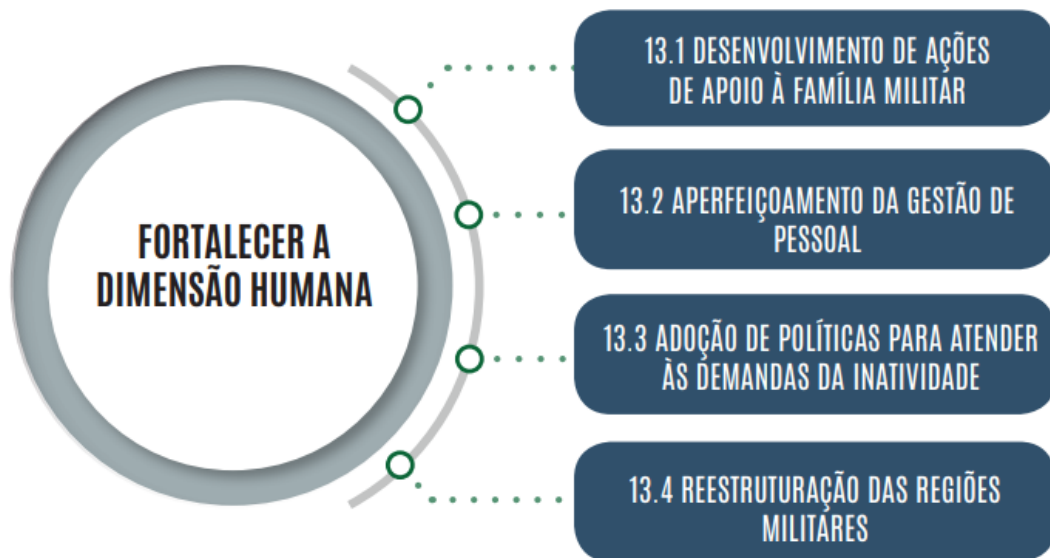 FORTALECER A
DIMENSÃO HUMANA
13.1 DESENVOLVIMENTO DE AÇÕES
DE APOIO À FAMÍLIA MILITAR
13.2 APERFEIÇOAMENTO DA GESTÃO DE
PESSOAL
13.3 ADOÇÃO DE POLÍTICAS PARA ATENDER
ÀS DEMANDAS DA INATIVIDADE
13.4 REESTRUTURAÇÃO DAS REGIÕES
MILITARES